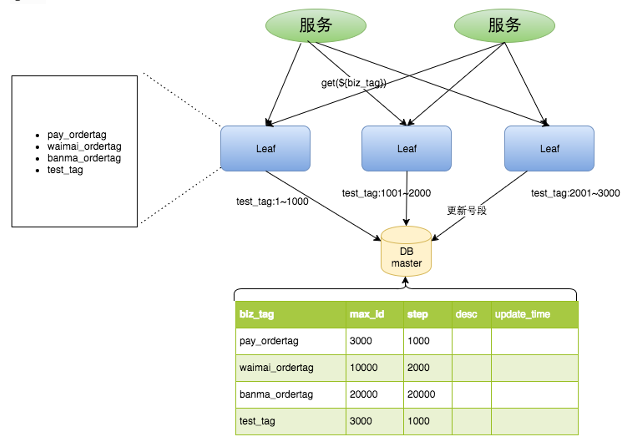 服务
服务
get(${biz_tag})
pay_ordertag
waimai_ordertag
banma_ordertag
test_tag
Leaf
Leaf
Leaf
test_tag:1~1000
test_tag:1001~2000
test_tag:2001~3000
更新号段
DB
master
biz_tag max_id step desc update_time
pay_ordertag 3000 1000
waimai_ordertag 10000 2000
banma_ordertag 20000 20000
test_tag 3000 1000